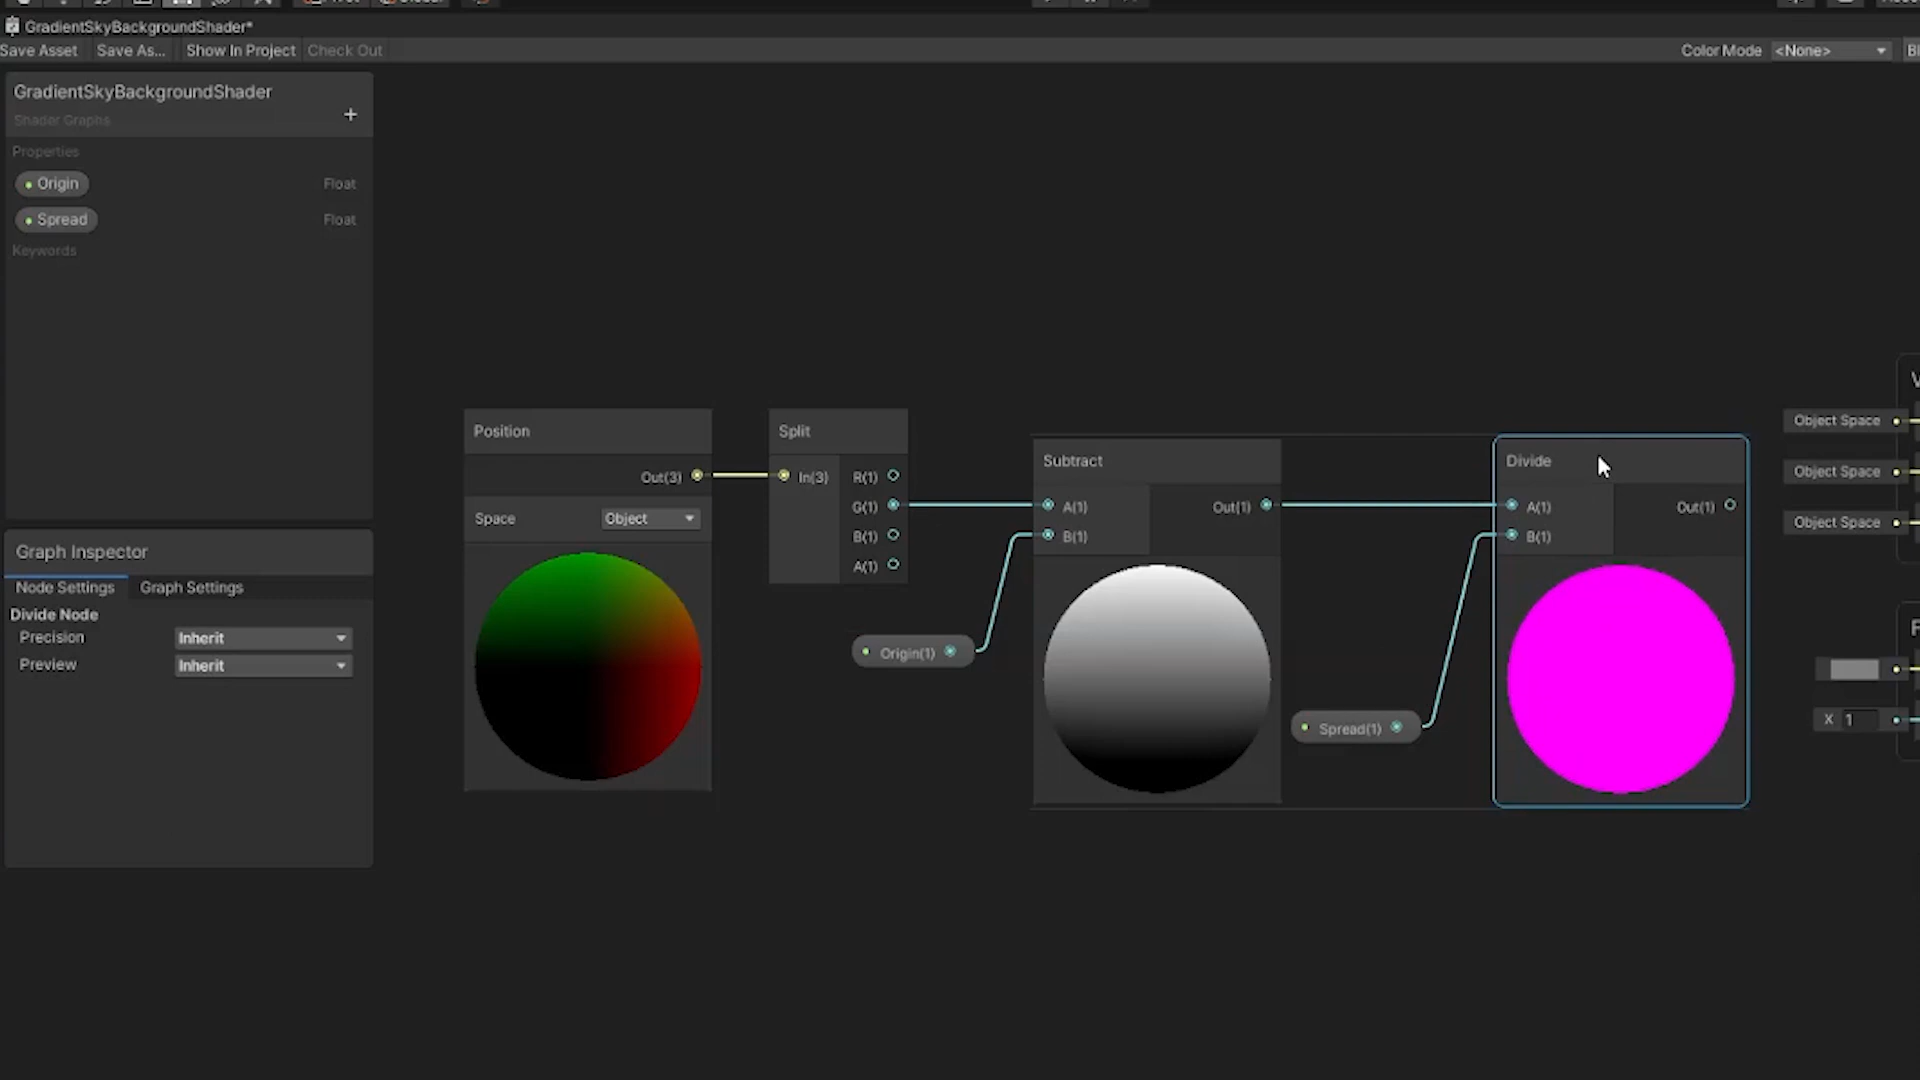 GradientSkyBackgroundShader*
Save Asset Save As... Show In Project Check Out
Color Mode <None>
GradientSkyBackgroundShader
Shader Graphs
+
Properties
Origin Float
Spread Float
Keywords
Graph Inspector
Node Settings Graph Settings
Divide Node
Precision Inherit
Preview Inherit
Position
Out(3)
Space Object
Split
In(3) R(1)
G(1)
B(1)
A(1)
Origin(1)
Subtract
A(1) Out(1)
B(1)
Spread(1)
Divide
A(1) Out(1)
B(1)
Object Space
Object Space
Object Space
X 1